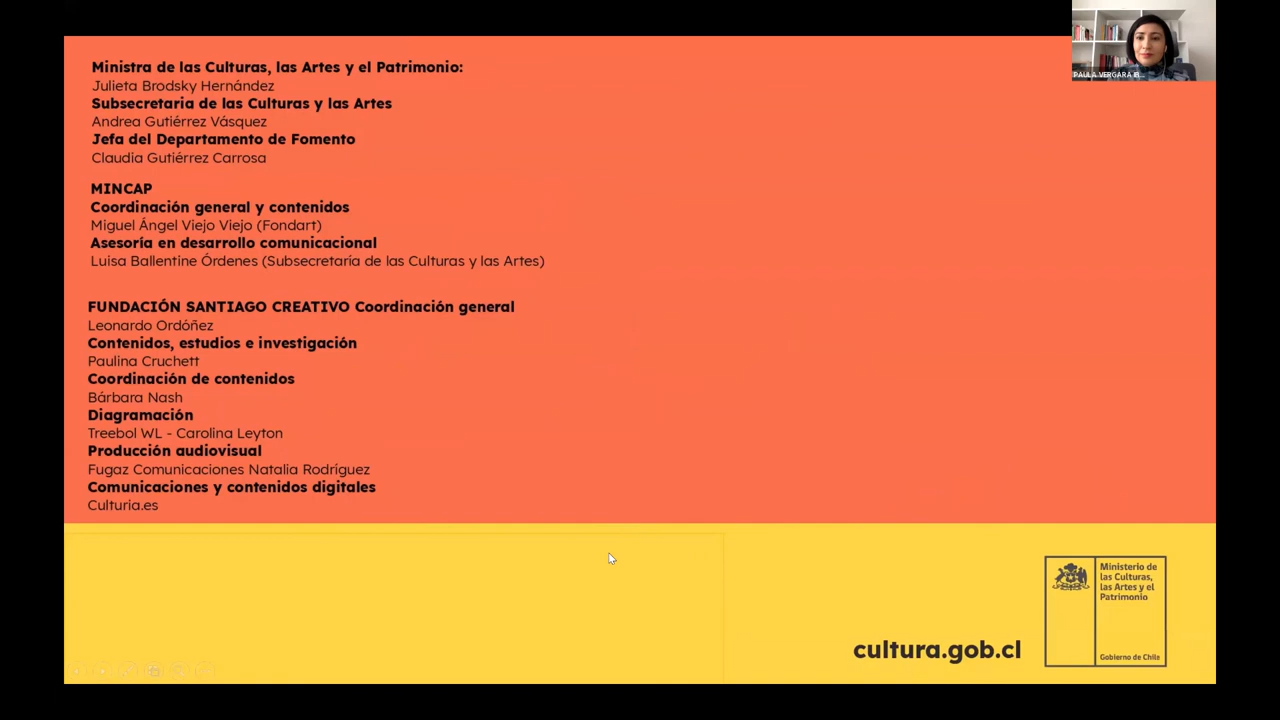 Ministra de las Culturas, las Artes y el Patrimonio:
Julieta Brodsky Hernández
Subsecretaria de las Culturas y las Artes
Andrea Gutiérrez Vásquez
Jefa del Departamento de Fomento
Claudia Gutiérrez Carrosa
MINCAP
Coordinación general y contenidos
Miguel Ángel Viejo Viejo (Fondart)
Asesoría en desarrollo comunicacional
Luisa Ballentine Órdenes (Subsecretaría de las Culturas y las Artes)
FUNDACIÓN SANTIAGO CREATIVO Coordinación general
Leonardo Ordóñez
Contenidos, estudios e investigación
Paulina Cruchett
Coordinación de contenidos
Bárbara Nash
Diagramación
Treebol WL - Carolina Leyton
Producción audiovisual
Fugaz Comunicaciones Natalia Rodríguez
Comunicaciones y contenidos digitales
Culturia.es
PAULA VERGARA
cultura.gob.cl
Ministerio de
las Culturas,
las Artes y el
Patrimonio
Gobierno de Chile